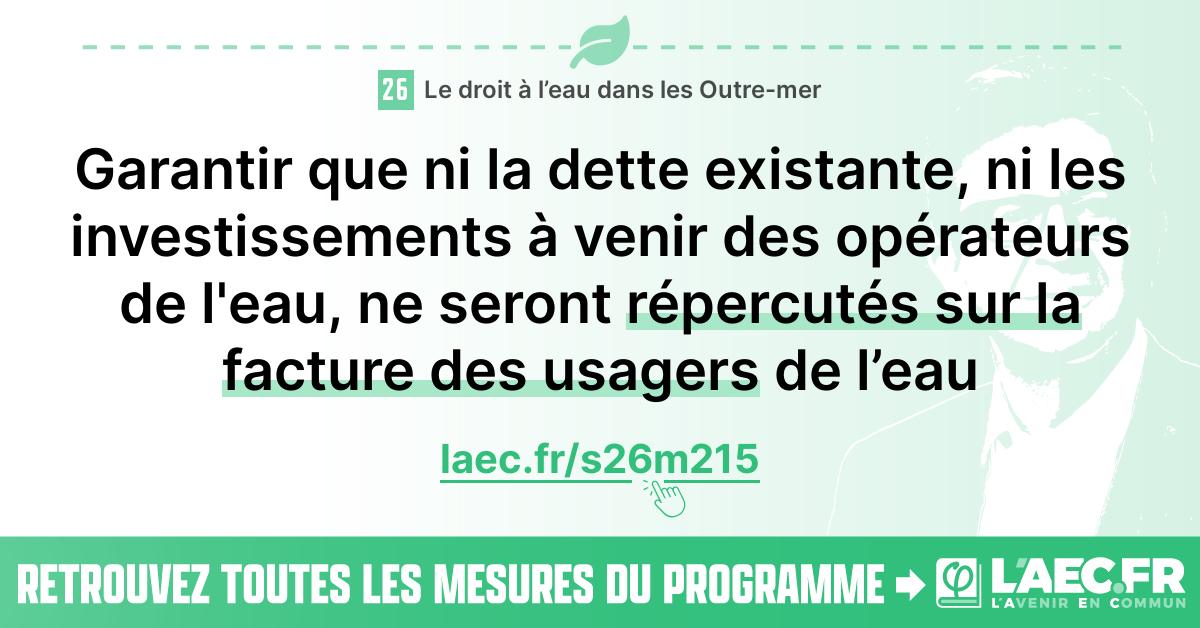 26 Le droit à l’eau dans les Outre-mer
Garantir que ni la dette existante, ni les
investissements à venir des opérateurs
de l'eau, ne seront répercutés sur la
facture des usagers de l’eau
laec.fr/s26m215
RETROUVEZ TOUTES LES MESURES DU PROGRAMME
φ L'AEC.FR
L'AVENIR EN COMMUN